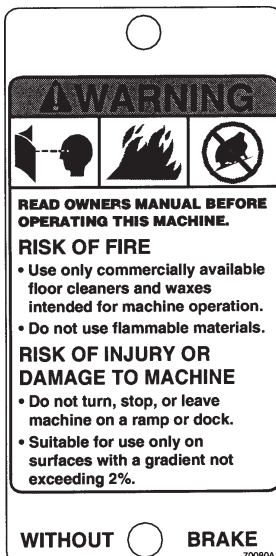 WARNING
READ OWNERS MANUAL BEFORE
OPERATING THIS MACHINE.
RISK OF FIRE
• Use only commercially available
floor cleaners and waxes
intended for machine operation.
• Do not use flammable materials.
RISK OF INJURY OR
DAMAGE TO MACHINE
• Do not turn, stop, or leave
machine on a ramp or dock.
• Suitable for use only on
surfaces with a gradient not
exceeding 2%.
WITHOUT BRAKE
70080A